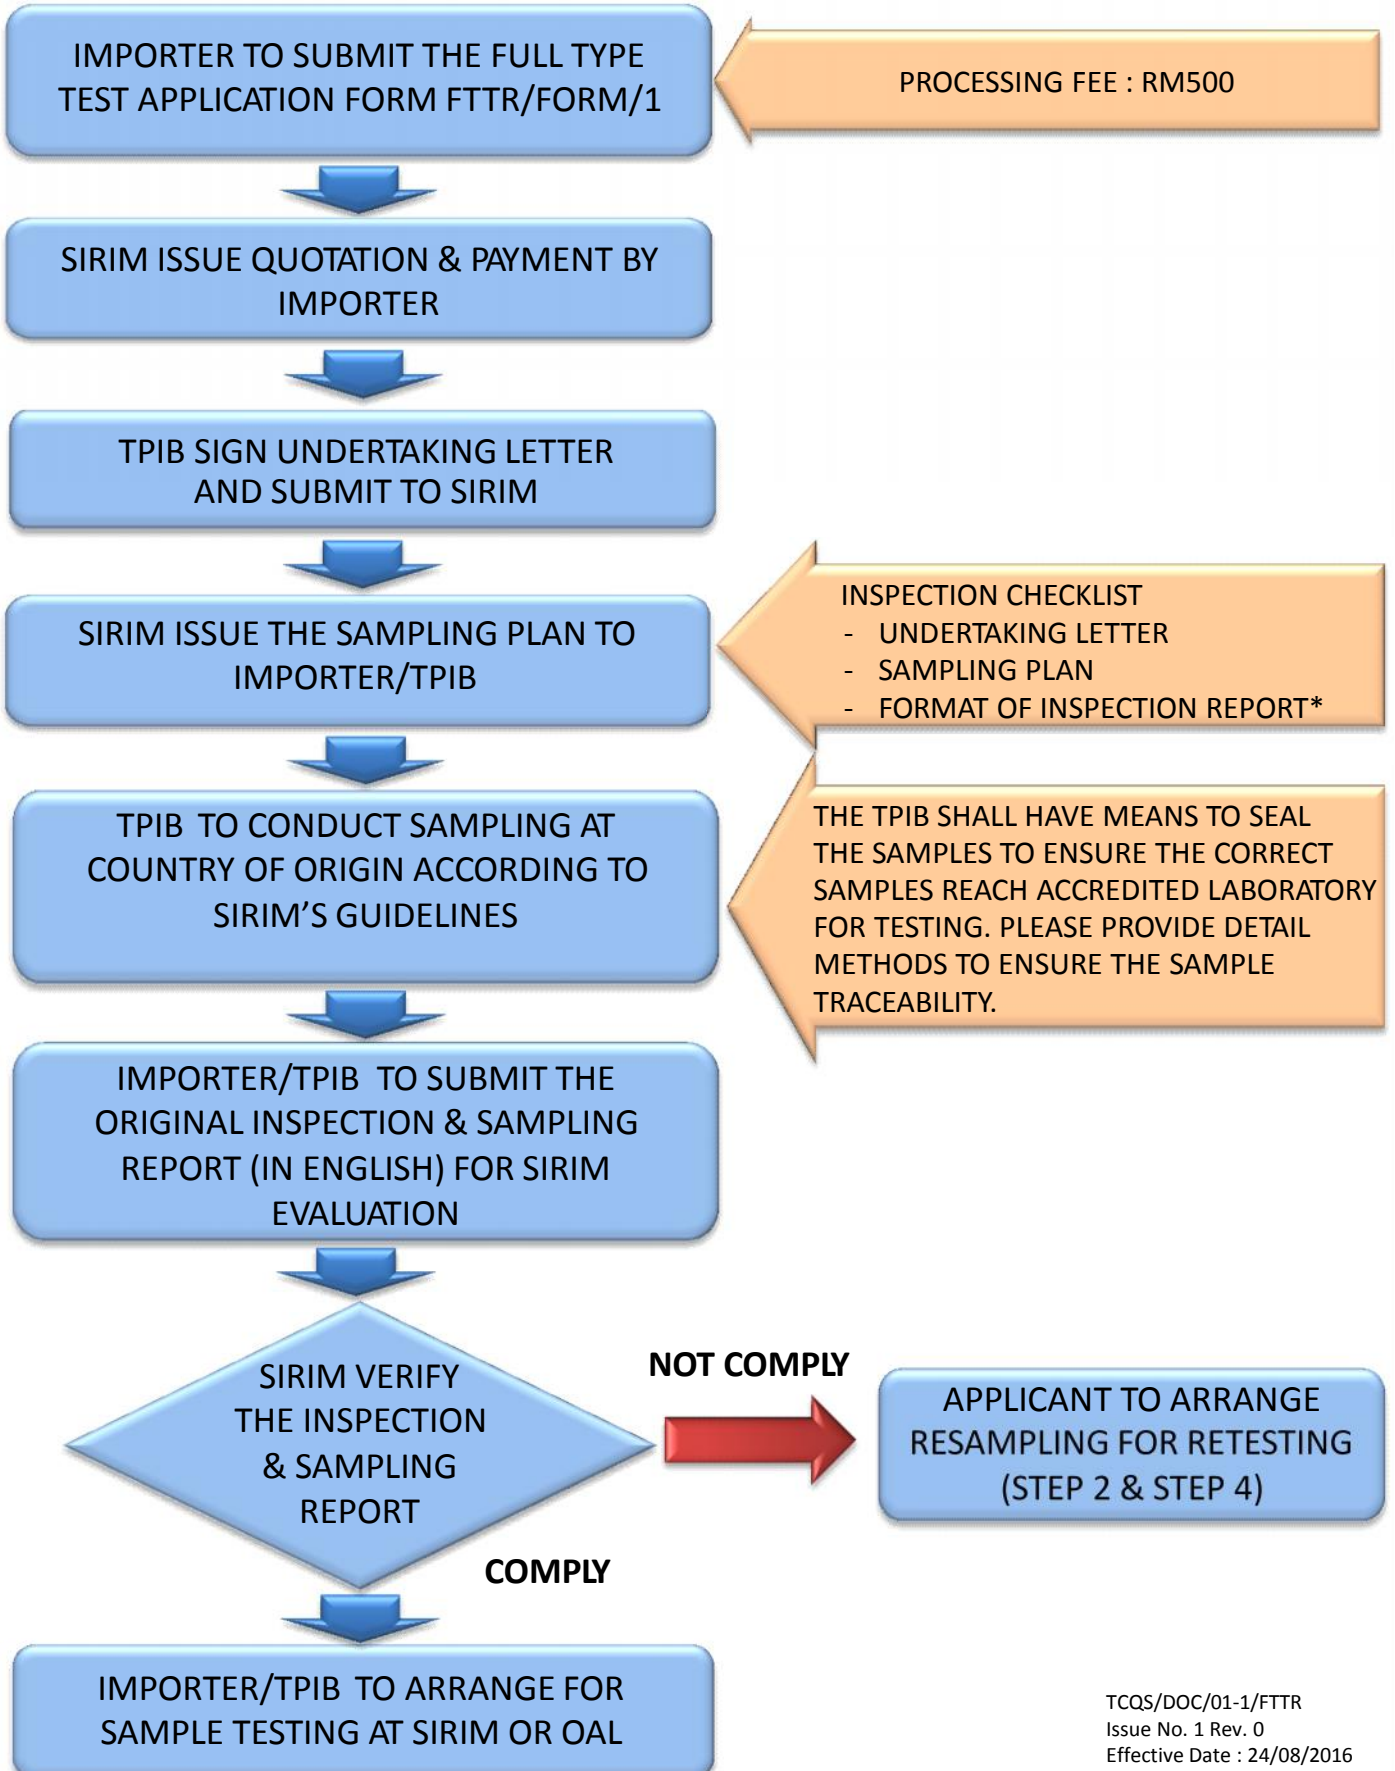 IMPORTER TO SUBMIT THE FULL TYPE
TEST APPLICATION FORM FTTR/FORM/1
PROCESSING FEE : RM500
SIRIM ISSUE QUOTATION & PAYMENT BY
IMPORTER
TPIB SIGN UNDERTAKING LETTER
AND SUBMIT TO SIRIM
SIRIM ISSUE THE SAMPLING PLAN TO
IMPORTER/TPIB
INSPECTION CHECKLIST
- UNDERTAKING LETTER
- SAMPLING PLAN
- FORMAT OF INSPECTION REPORT*
TPIB TO CONDUCT SAMPLING AT
COUNTRY OF ORIGIN ACCORDING TO
SIRIM’S GUIDELINES
THE TPIB SHALL HAVE MEANS TO SEAL
THE SAMPLES TO ENSURE THE CORRECT
SAMPLES REACH ACCREDITED LABORATORY
FOR TESTING. PLEASE PROVIDE DETAIL
METHODS TO ENSURE THE SAMPLE
TRACEABILITY.
IMPORTER/TPIB TO SUBMIT THE
ORIGINAL INSPECTION & SAMPLING
REPORT (IN ENGLISH) FOR SIRIM
EVALUATION
SIRIM VERIFY
THE INSPECTION
& SAMPLING
REPORT
NOT COMPLY
APPLICANT TO ARRANGE
RESAMPLING FOR RETESTING
(STEP 2 & STEP 4)
COMPLY
IMPORTER/TPIB TO ARRANGE FOR
SAMPLE TESTING AT SIRIM OR OAL
TCQS/DOC/01-1/FTTR
Issue No. 1 Rev. 0
Effective Date : 24/08/2016